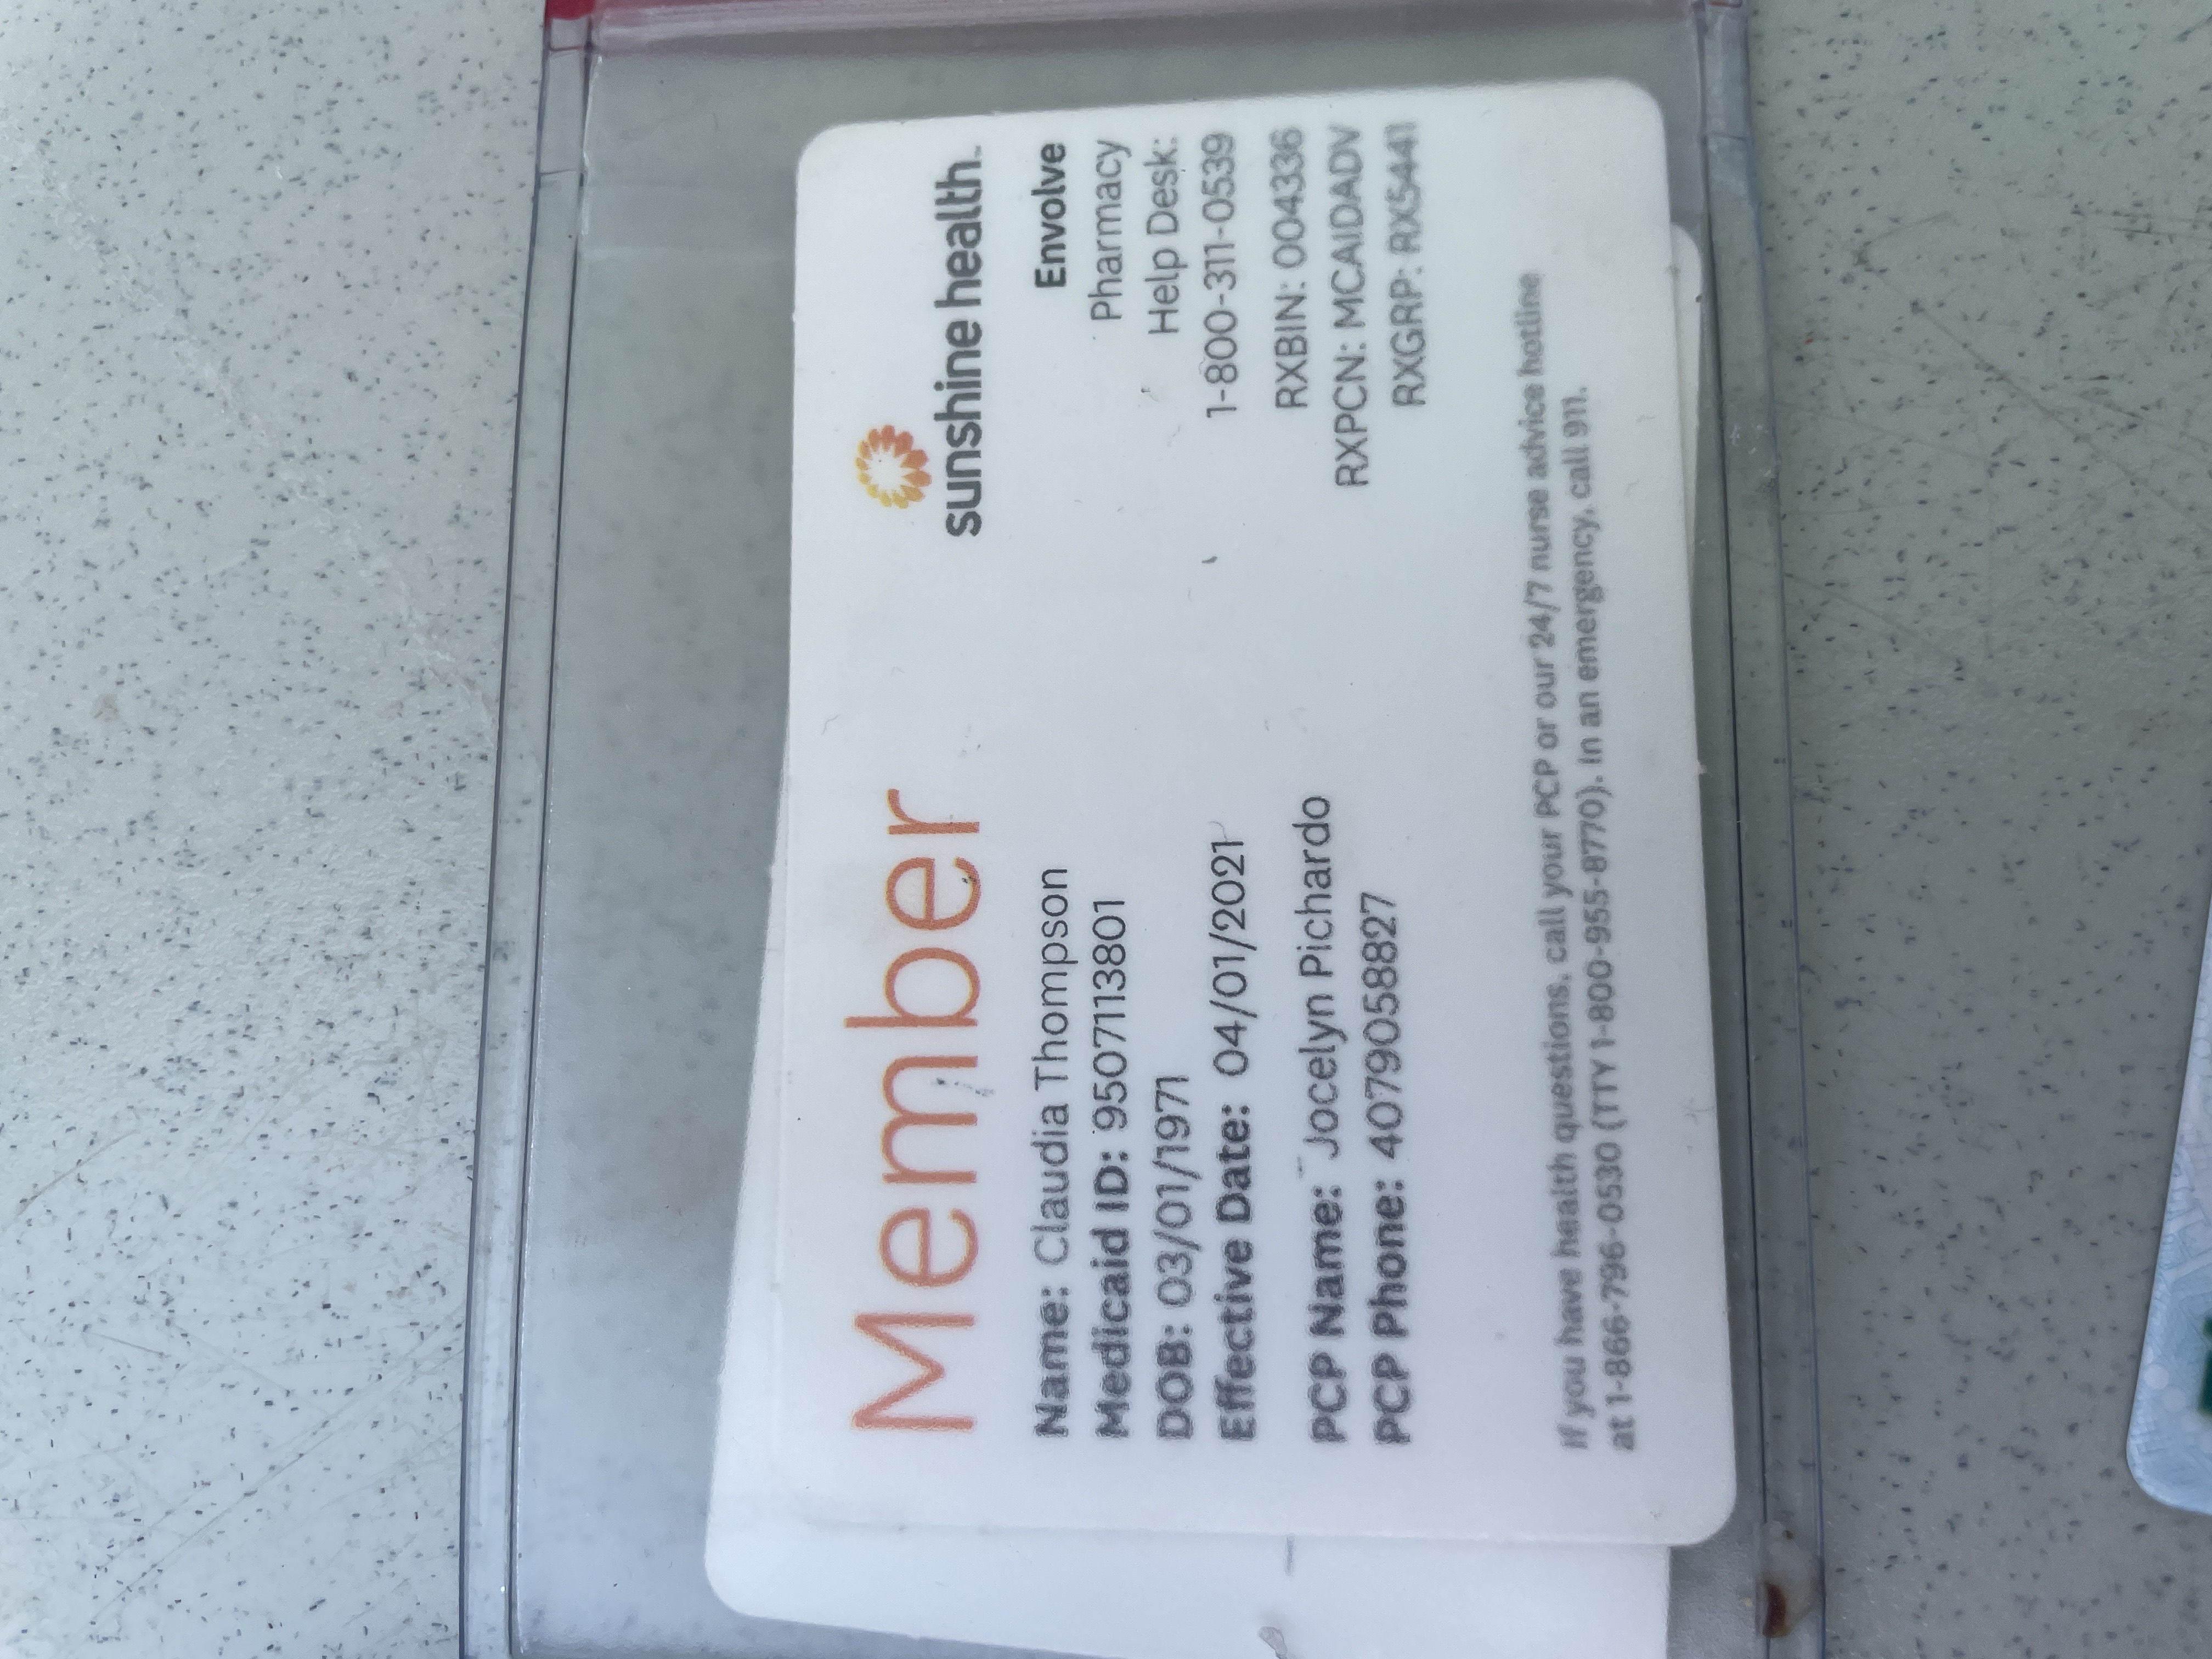 Member
sunshine health™
Name: Claudia Thompson
Medicaid ID: 9507113801
DOB: 03/01/1971
Effective Date: 04/01/2021
PCP Name: Jocelyn Pichardo
PCP Phone: 4079058827
Envolve
Pharmacy
Help Desk:
1-800-311-0539
RXBIN: 004336
RXPCN: MCAIDADV
RXGRP: RX5441
If you have health questions, call your PCP or our 24/7 nurse advice hotline
at 1-866-796-0530 (TTY 1-800-955-8770). In an emergency, call 911.